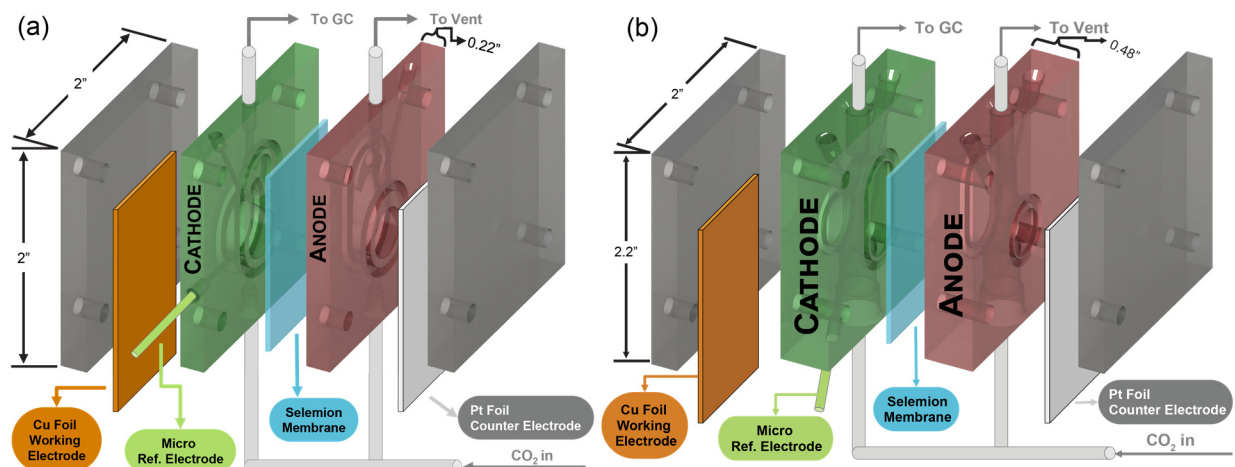 (a)
To GC
To Vent
0.22"
2"
2"
CATHODE
ANODE
Cu Foil
Working
Electrode
Micro
Ref. Electrode
Selemion
Membrane
Pt Foil
Counter Electrode
CO₂ in
(b)
To GC
To Vent
0.48"
2"
2.2"
CATHODE
ANODE
Cu Foil
Working
Electrode
Micro
Ref. Electrode
Selemion
Membrane
Pt Foil
Counter Electrode
CO₂ in